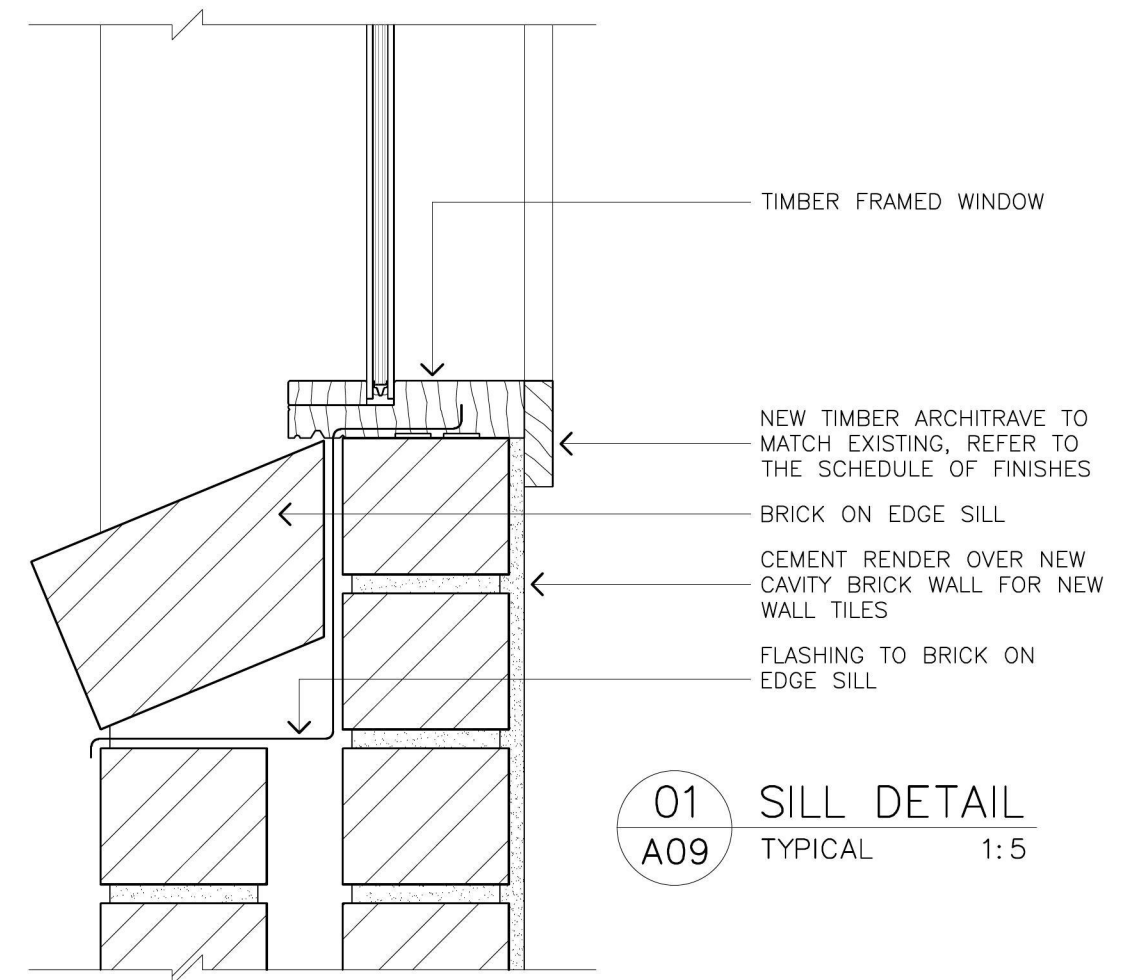 TIMBER FRAMED WINDOW
NEW TIMBER ARCHITRAVE TO
MATCH EXISTING, REFER TO
THE SCHEDULE OF FINISHES
BRICK ON EDGE SILL
CEMENT RENDER OVER NEW
CAVITY BRICK WALL FOR NEW
WALL TILES
FLASHING TO BRICK ON
EDGE SILL
01
A09
SILL DETAIL
TYPICAL 1:5